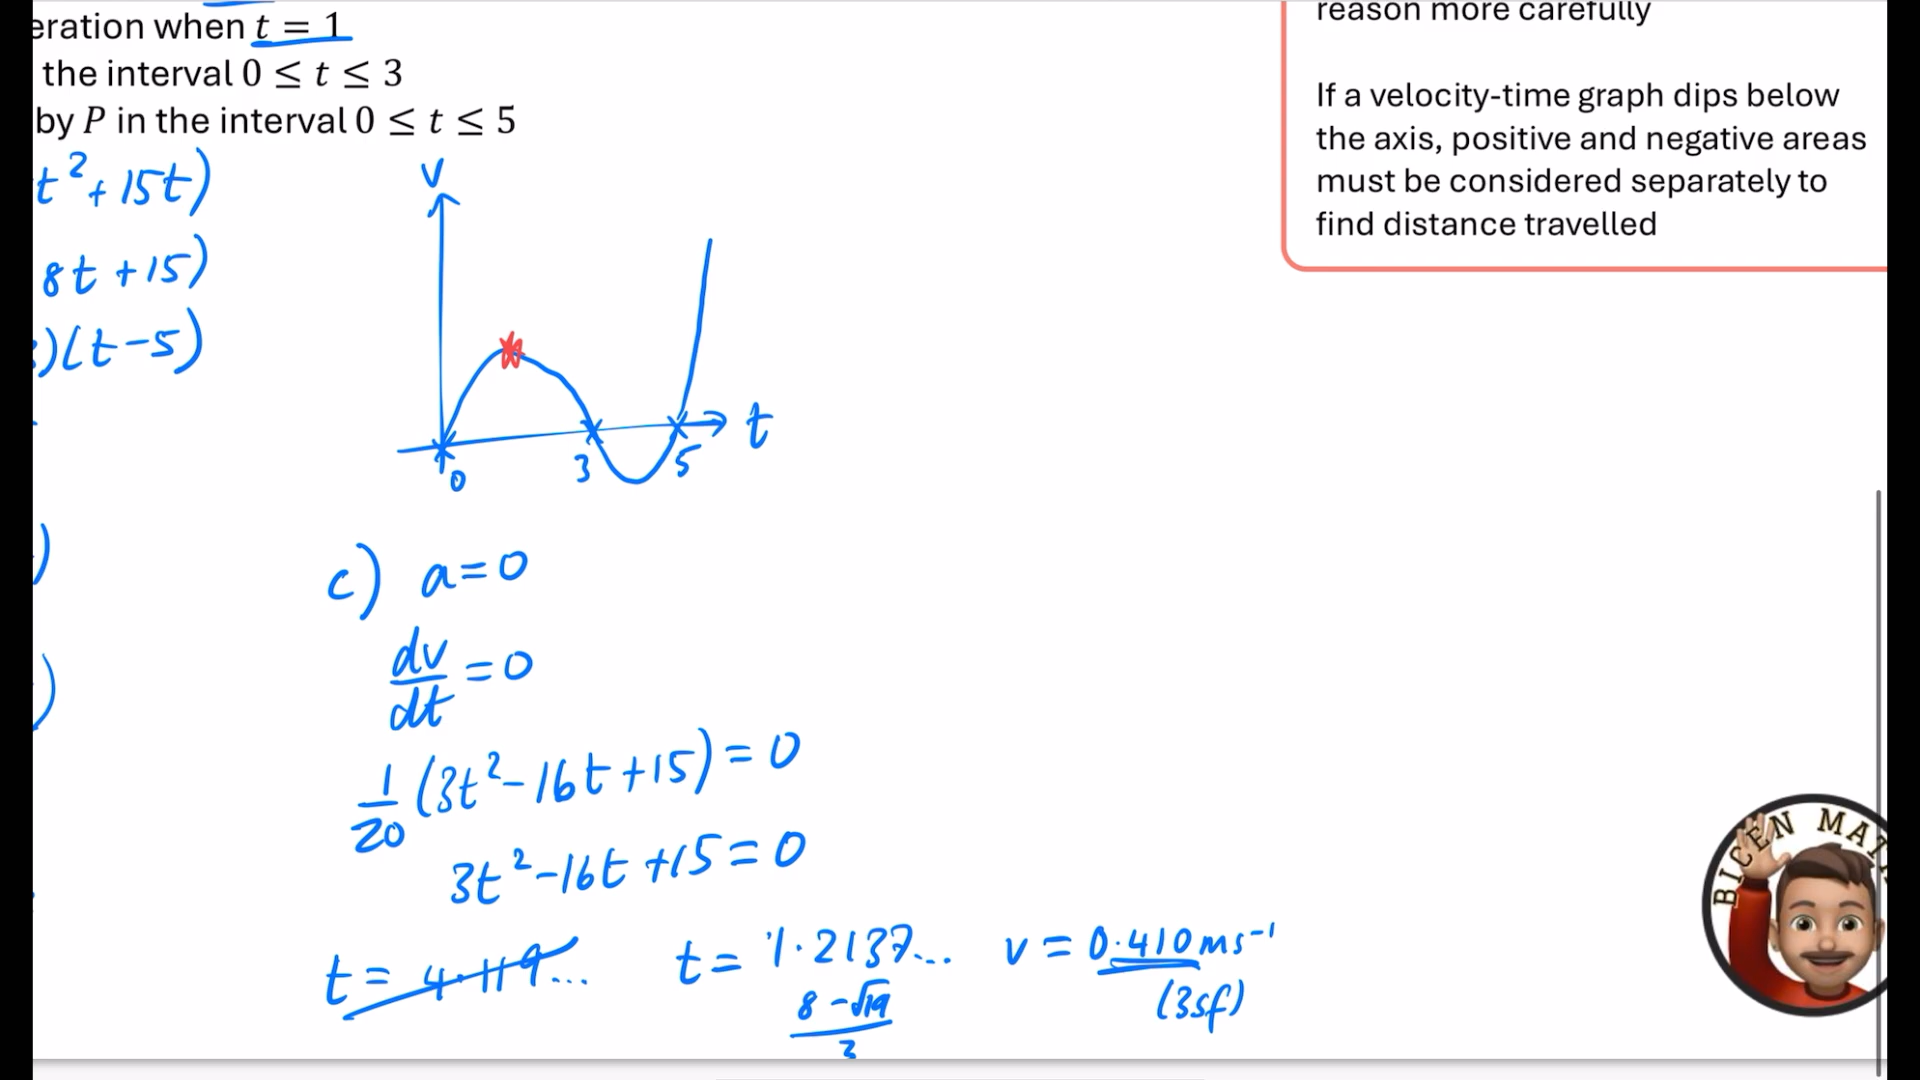 eration when t = 1
the interval 0 ≤ t ≤ 3
by P in the interval 0 ≤ t ≤ 5
reason more carefully
If a velocity-time graph dips below
the axis, positive and negative areas
must be considered separately to
find distance travelled
t² + 15t)
8t + 15)
)(t - 5)
v
t
0
3
5
)
)
c) a = 0
dv/dt = 0
1/20 (3t² - 16t + 15) = 0
3t² - 16t + 15 = 0
t = 4.119... t = 1.2137... v = 0.410 ms⁻¹
(8 - √19)/3
(3sf)
BICEN MAT